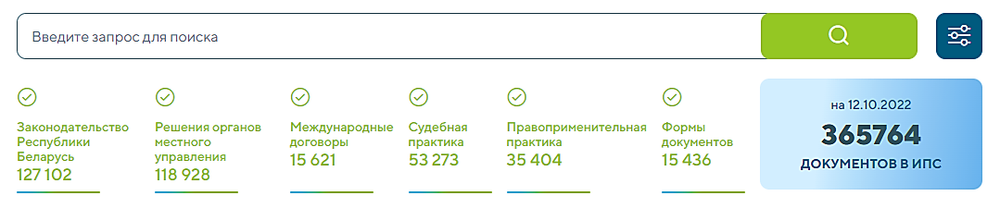 Введите запрос для поиска
Законодательство
Республики
Беларусь
127 102
Решения органов
местного
управления
118 928
Международные
договоры
15 621
Судебная
практика
53 273
Правоприменительная
практика
35 404
Формы
документов
15 436
на 12.10.2022
365764
ДОКУМЕНТОВ В ИПС